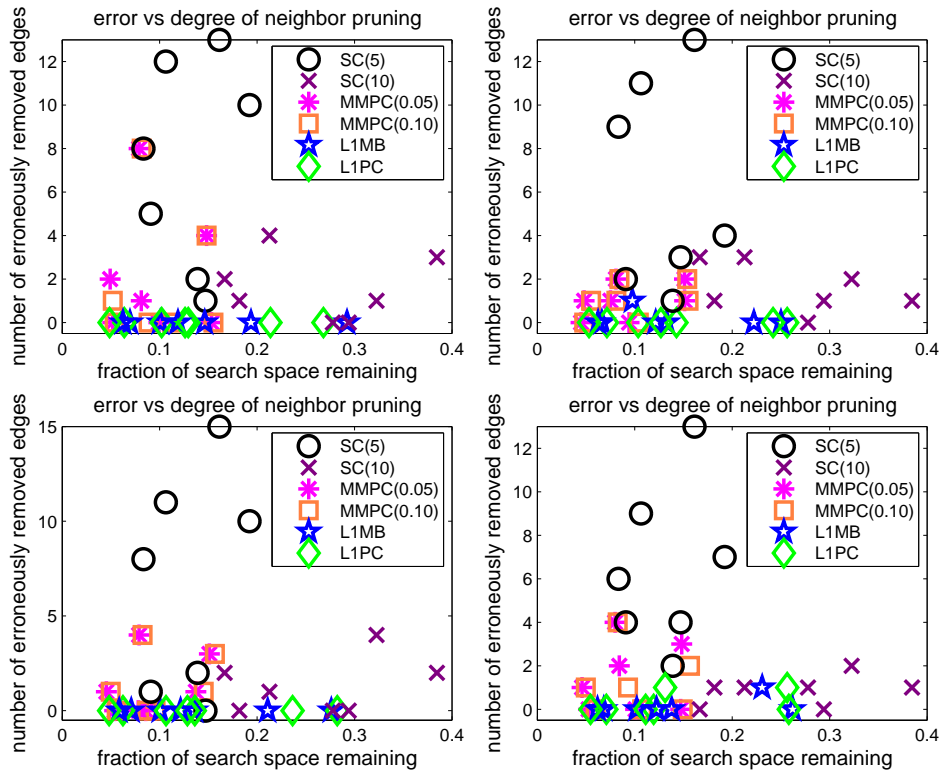 error vs degree of neighbor pruning
number of erroneously removed edges
12
10
8
6
4
2
0
0
0.1
0.2
0.3
0.4
fraction of search space remaining
SC(5)
SC(10)
MMPC(0.05)
MMPC(0.10)
L1MB
L1PC
error vs degree of neighbor pruning
number of erroneously removed edges
12
10
8
6
4
2
0
0
0.1
0.2
0.3
0.4
fraction of search space remaining
SC(5)
SC(10)
MMPC(0.05)
MMPC(0.10)
L1MB
L1PC
error vs degree of neighbor pruning
number of erroneously removed edges
15
10
5
0
0
0.1
0.2
0.3
0.4
fraction of search space remaining
SC(5)
SC(10)
MMPC(0.05)
MMPC(0.10)
L1MB
L1PC
error vs degree of neighbor pruning
number of erroneously removed edges
12
10
8
6
4
2
0
0
0.1
0.2
0.3
0.4
fraction of search space remaining
SC(5)
SC(10)
MMPC(0.05)
MMPC(0.10)
L1MB
L1PC